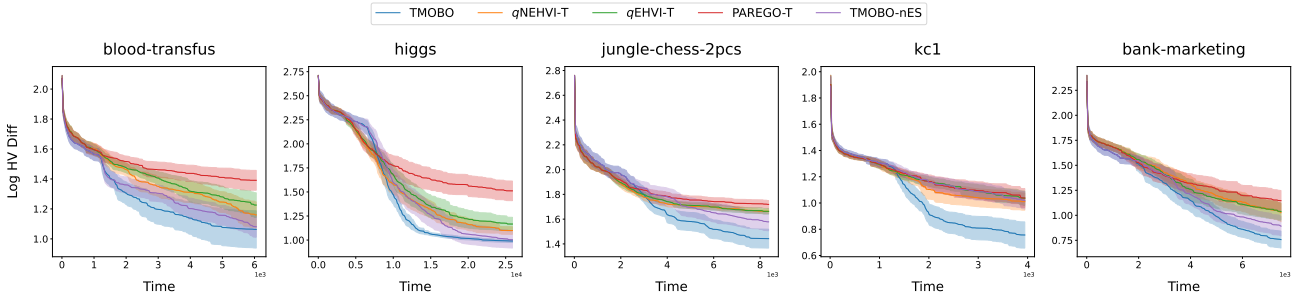 TMOBO qNEHVI-T qEHVI-T PAREGO-T TMOBO-nES
blood-transfus higgs jungle-chess-2pcs kc1 bank-marketing
Log HV Diff
2.0
1.8
1.6
1.4
1.2
1.0
0 1 2 3 4 5 6
1e3
Time
2.75
2.50
2.25
2.00
1.75
1.50
1.25
1.00
0.0 0.5 1.0 1.5 2.0 2.5
1e4
Time
2.8
2.6
2.4
2.2
2.0
1.8
1.6
1.4
0 2 4 6 8
1e3
Time
2.0
1.8
1.6
1.4
1.2
1.0
0.8
0.6
0 1 2 3 4
1e3
Time
2.25
2.00
1.75
1.50
1.25
1.00
0.75
0 2 4 6
1e3
Time